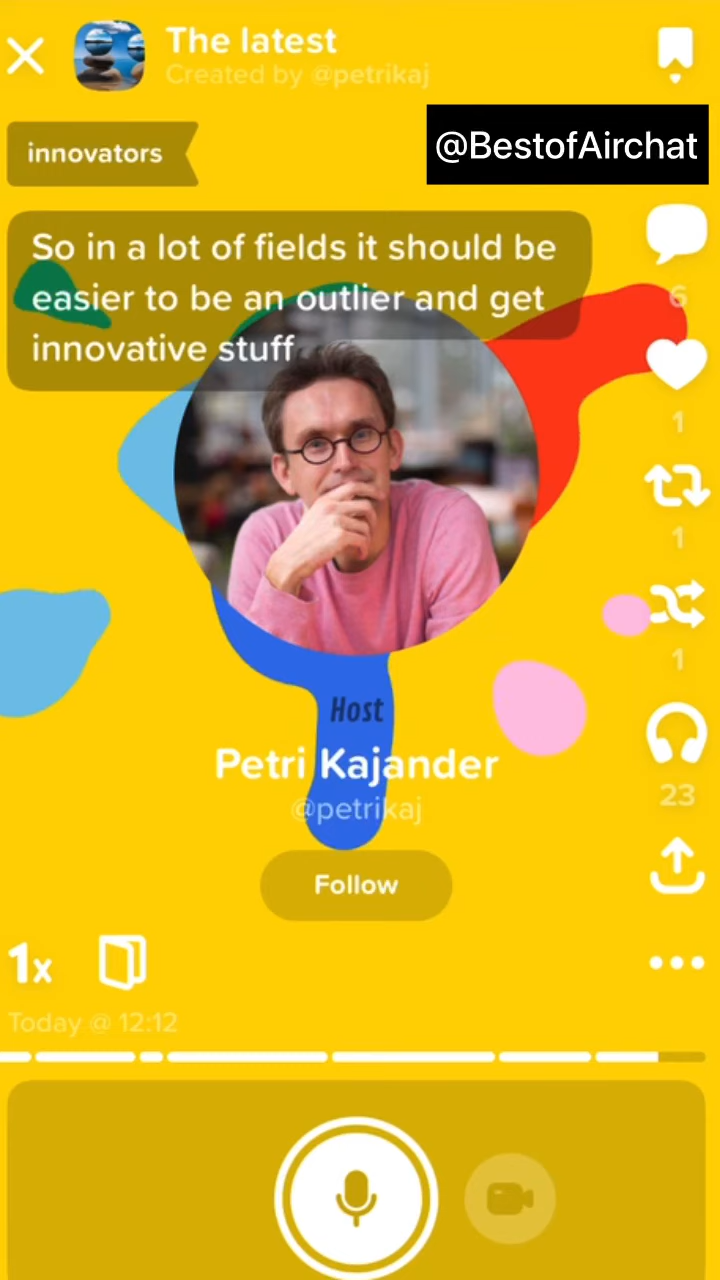 The latest
Created by @petrikaj
@BestofAirchat
innovators
So in a lot of fields it should be
easier to be an outlier and get
innovative stuff
6
1
1
1
23
Host
Petri Kajander
@petrikaj
Follow
1x
Today @ 12:12